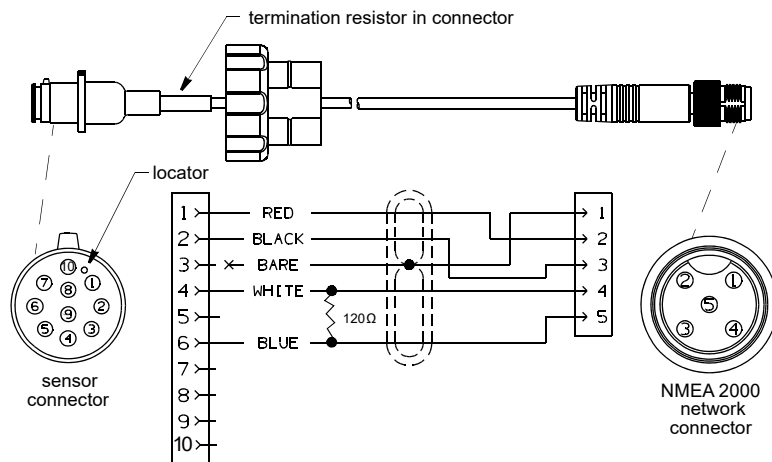 termination resistor in connector
locator
1 RED 1
2 BLACK 2
3 × BARE 3
4 WHITE 4
5 120Ω 5
6 BLUE
7
8
9
10
10
7 1
8
6 2
9
5 3
4
sensor
connector
2 1
5
3 4
NMEA 2000
network
connector